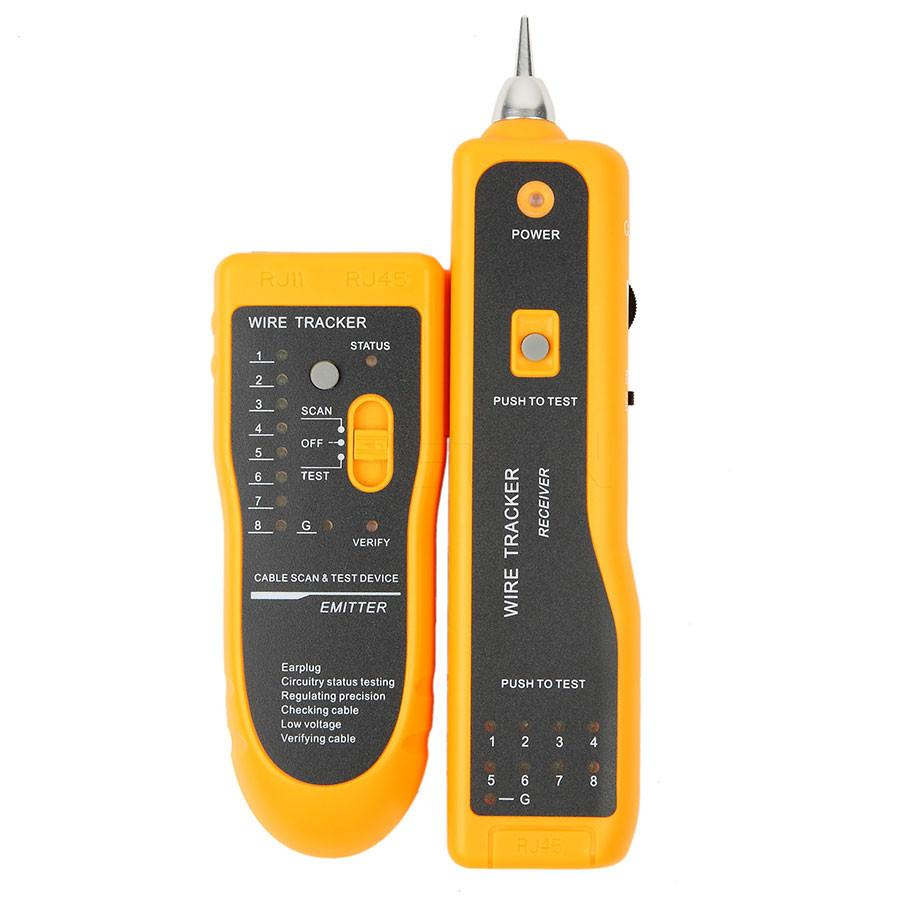 RJ11 RJ45
WIRE TRACKER
STATUS
1
2
3
4
5
6
7
8 G
SCAN
OFF
TEST
VERIFY
CABLE SCAN & TEST DEVICE
EMITTER
Earplug
Circuitry status testing
Regulating precision
Checking cable
Low voltage
Verifying cable
POWER
PUSH TO TEST
WIRE TRACKER
RECEIVER
PUSH TO TEST
1 2 3 4
5 6 7 8
— G
RJ45